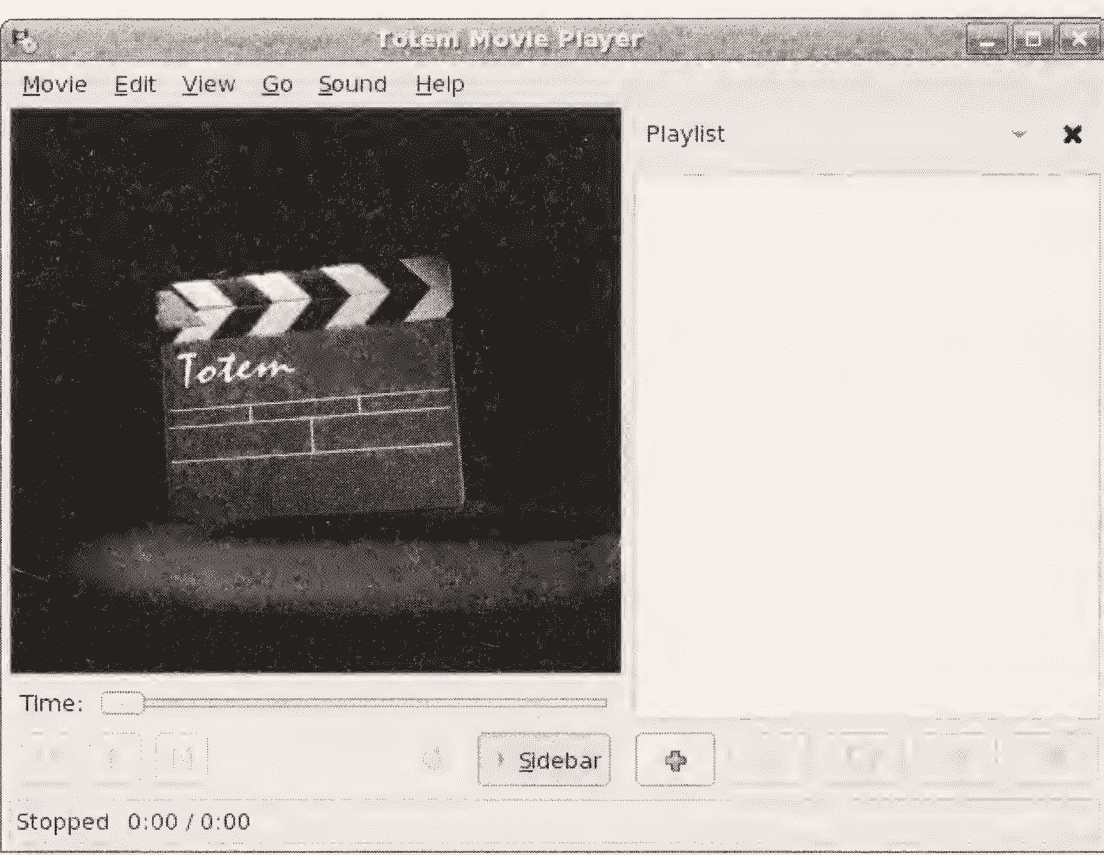 Totem Movie Player
Movie Edit View Go Sound Help
Playlist
Totem
Time:
Sidebar
Stopped 0:00 / 0:00